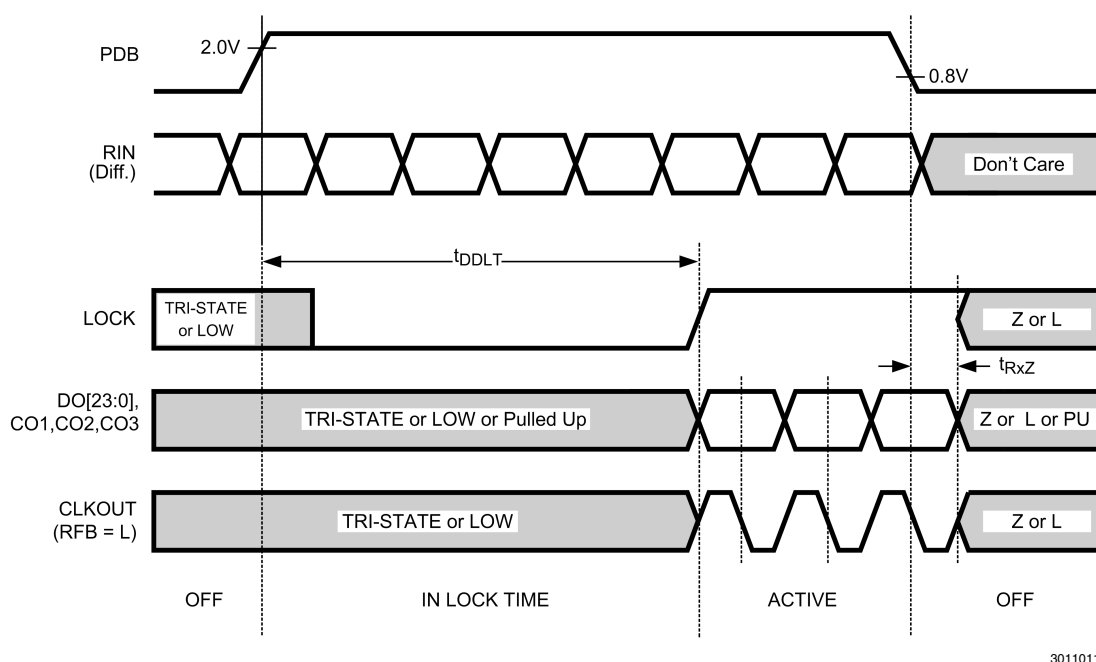 PDB
2.0V
0.8V
RIN
(Diff.)
Don't Care
tDDLT
LOCK
TRI-STATE
or LOW
Z or L
tRxZ
DO[23:0],
CO1,CO2,CO3
TRI-STATE or LOW or Pulled Up
Z or L or PU
CLKOUT
(RFB = L)
TRI-STATE or LOW
Z or L
OFF
IN LOCK TIME
ACTIVE
OFF